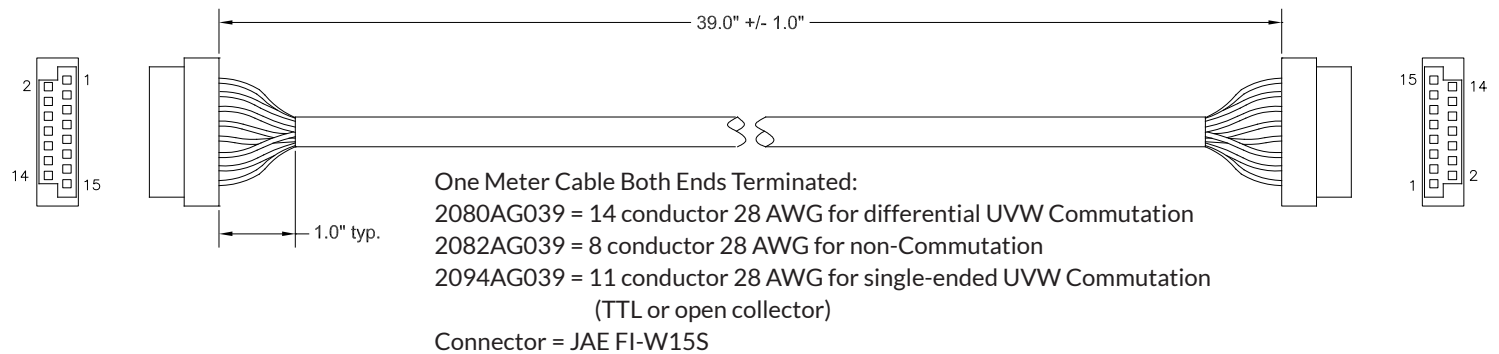 39.0" +/- 1.0"
2 1
14 15
15 14
1 2
1.0" typ.
One Meter Cable Both Ends Terminated:
2080AG039 = 14 conductor 28 AWG for differential UVW Commutation
2082AG039 = 8 conductor 28 AWG for non-Commutation
2094AG039 = 11 conductor 28 AWG for single-ended UVW Commutation
(TTL or open collector)
Connector = JAE FI-W15S